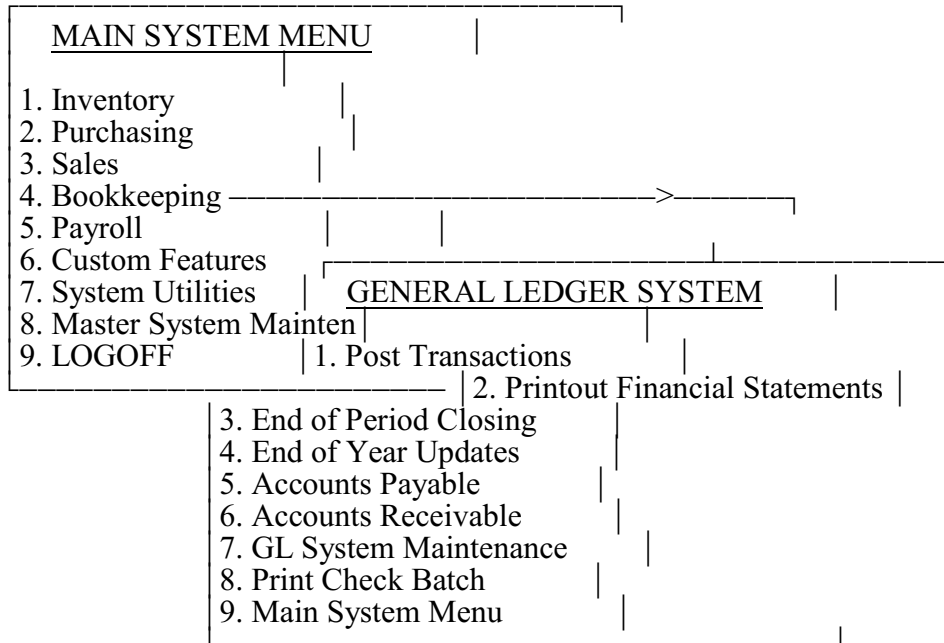 MAIN SYSTEM MENU
1. Inventory
2. Purchasing
3. Sales
4. Bookkeeping
5. Payroll
6. Custom Features
7. System Utilities GENERAL LEDGER SYSTEM
8. Master System Mainten
9. LOGOFF 1. Post Transactions
2. Printout Financial Statements
3. End of Period Closing
4. End of Year Updates
5. Accounts Payable
6. Accounts Receivable
7. GL System Maintenance
8. Print Check Batch
9. Main System Menu